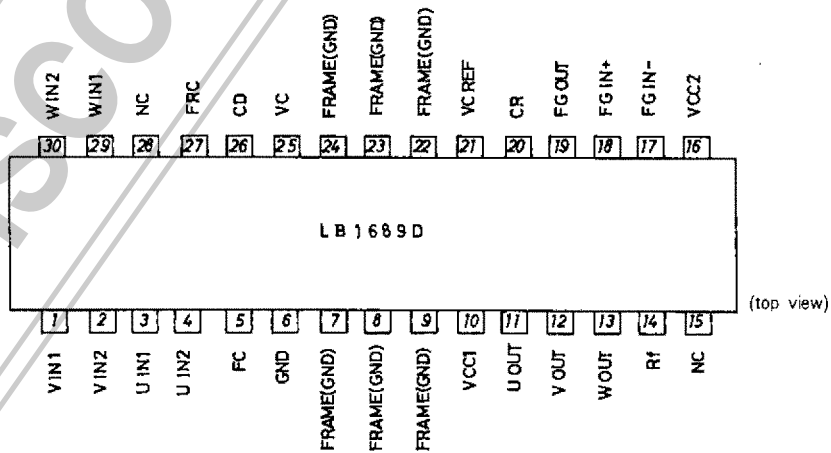 WIN2 WIN1 NC FRC CD VC FRAME(GND) FRAME(GND) FRAME(GND) VCREF CR FGOUT FGIN+ FGIN- VCC2
30 29 28 27 26 25 24 23 22 21 20 19 18 17 16
LB1689D
(top view)
1 2 3 4 5 6 7 8 9 10 11 12 13 14 15
VIN1 VIN2 UIN1 UIN2 FC GND FRAME(GND) FRAME(GND) FRAME(GND) VCC1 UOUT VOUT WOUT Rf NC